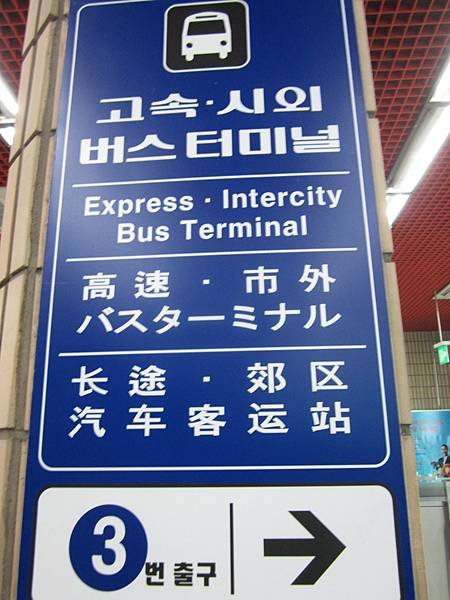 고속·시외
버스터미널
Express · Intercity
Bus Terminal
高速·市外
バスターミナル
长途·郊区
汽车客运站
3번 출구